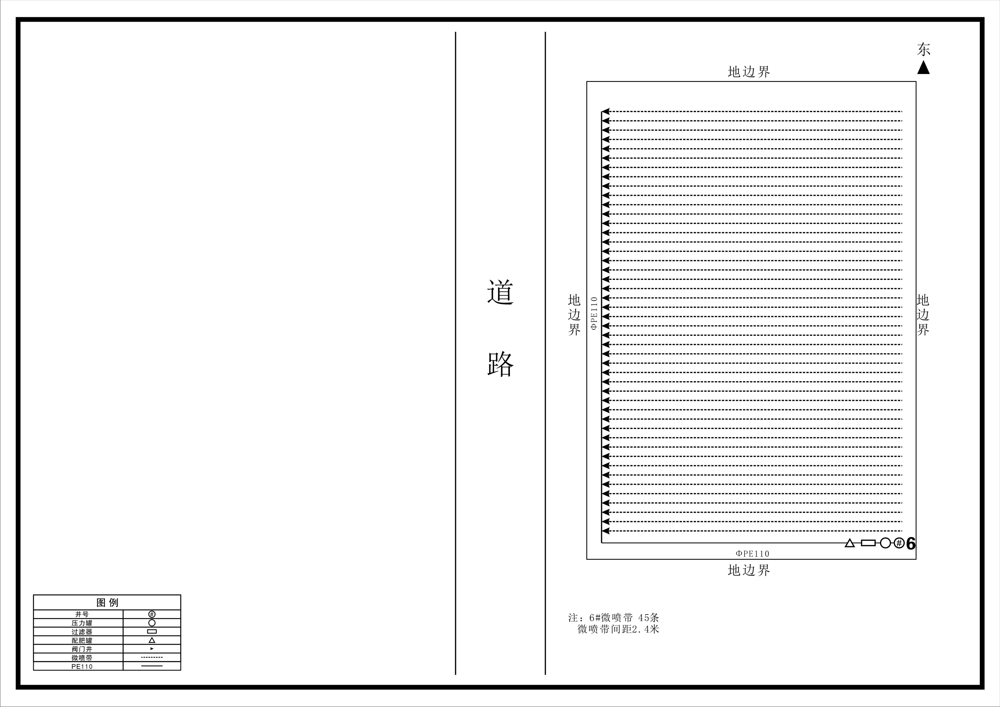 东
地边界
道路
地边界
ΦPE110
地边界
#
6
ΦPE110
地边界
图 例
井号
#
压力罐
过滤器
配肥罐
阀门井
微喷带
PE110
注：6#微喷带 45条
微喷带间距2.4米